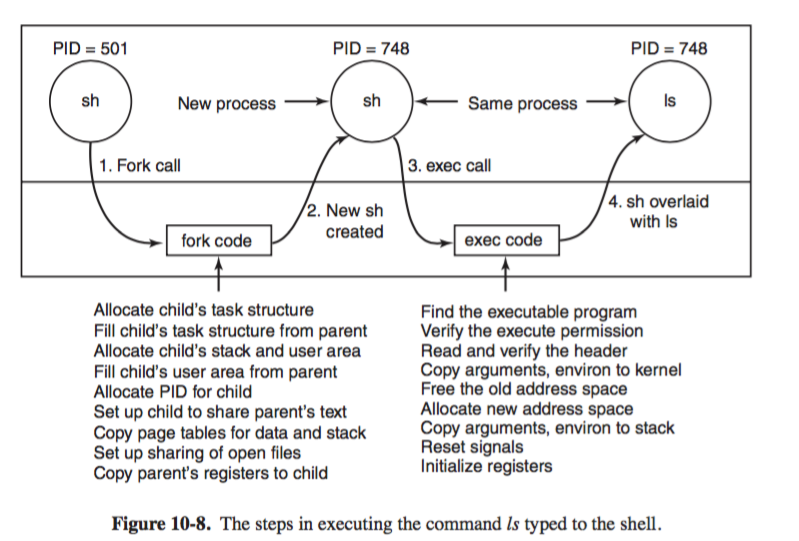 PID = 501
PID = 748
PID = 748
sh
New process
sh
Same process
ls
1. Fork call
3. exec call
2. New sh
created
4. sh overlaid
with ls
fork code
exec code
Allocate child's task structure
Fill child's task structure from parent
Allocate child's stack and user area
Fill child's user area from parent
Allocate PID for child
Set up child to share parent's text
Copy page tables for data and stack
Set up sharing of open files
Copy parent's registers to child
Find the executable program
Verify the execute permission
Read and verify the header
Copy arguments, environ to kernel
Free the old address space
Allocate new address space
Copy arguments, environ to stack
Reset signals
Initialize registers
Figure 10-8. The steps in executing the command ls typed to the shell.